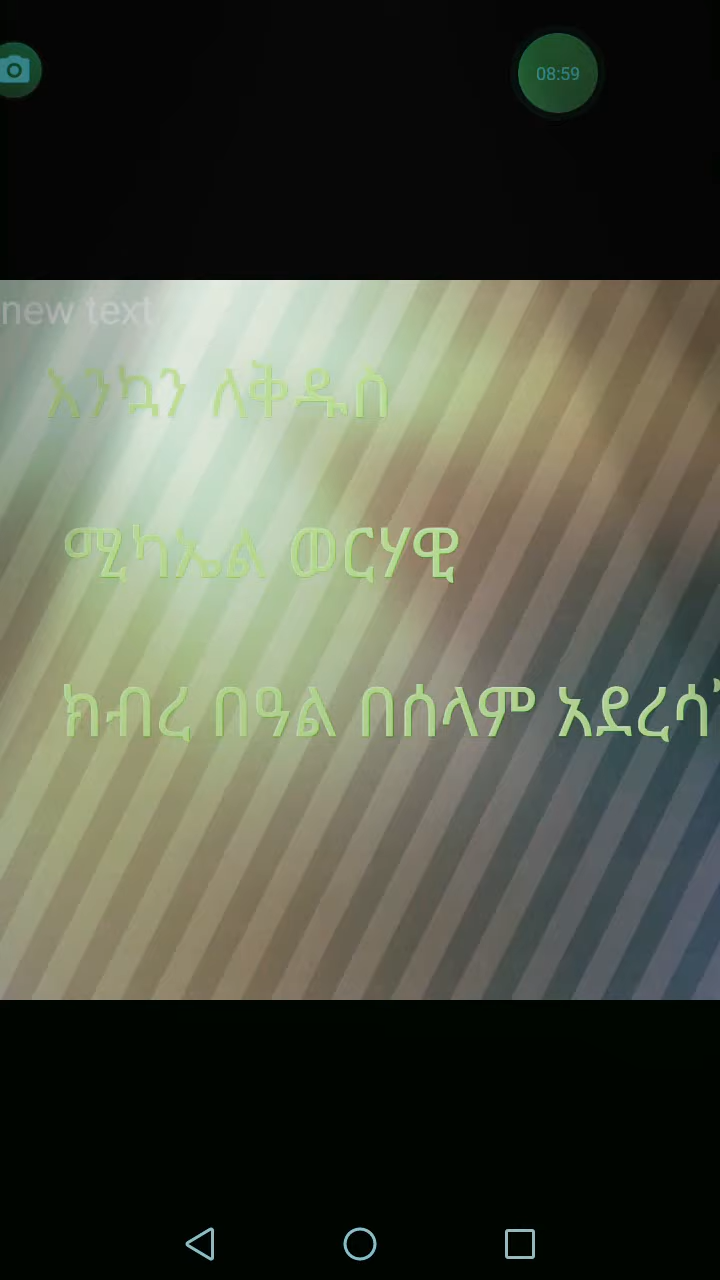 08:59
new text
እንኳን ለቅዱስ
ሚካኤል ወርሃዊ
ክብረ በዓል በሰላም አደረሳ